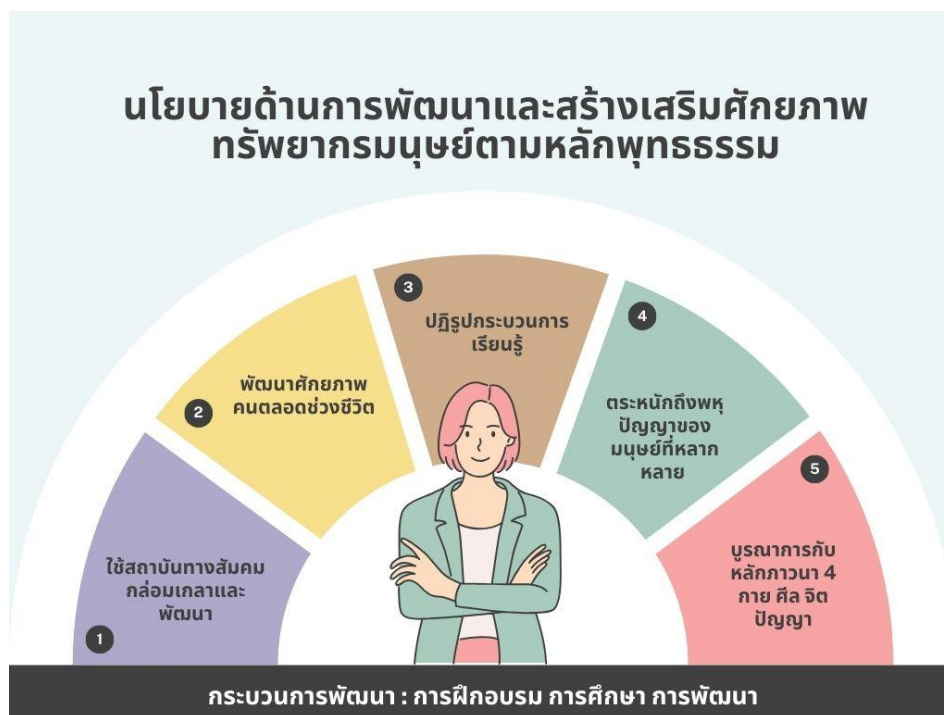 นโยบายด้านการพัฒนาและสร้างเสริมศักยภาพ
ทรัพยากรมนุษย์ตามหลักพุทธธรรม
1
ใช้สถาบันทางสัมคม
กล่อมเกลาและ
พัฒนา
2
พัฒนาศักยภาพ
คนตลอดช่วงชีวิต
3
ปฏิรูปกระบวนการ
เรียนรู้
4
ตระหนักถึงพหุ
ปัญญาของ
มนุษย์ที่หลาก
หลาย
5
บูรณาการกับ
หลักภาวนา 4
กาย ศีล จิต
ปัญญา
กระบวนการพัฒนา : การฝึกอบรม การศึกษา การพัฒนา